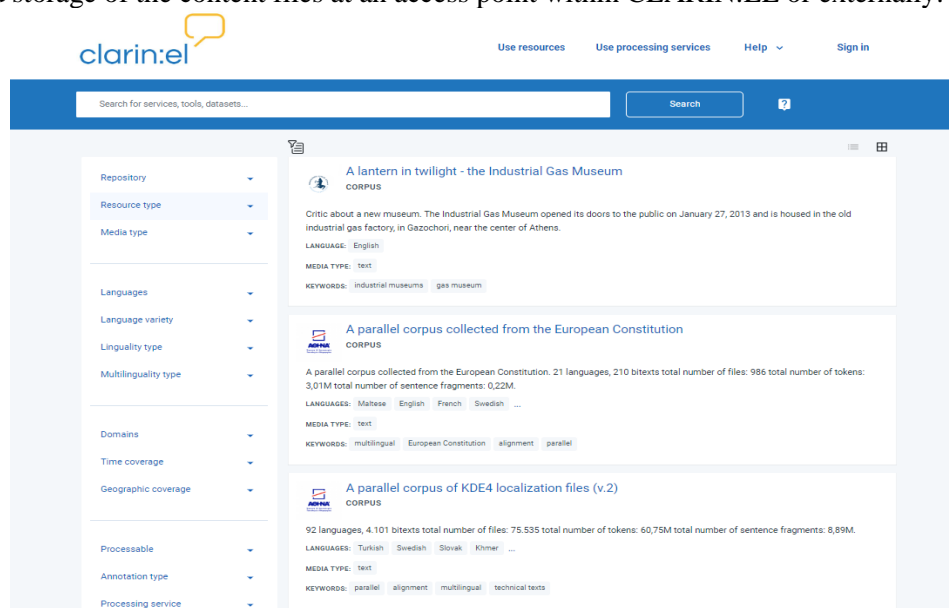 storage of the content files at an access point within CLARIN:EL or externally.
clarin:el
Use resources Use processing services Help Sign in
Search for services, tools, datasets... Search ?
Repository
Resource type
Media type
Languages
Language variety
Linguality type
Multilinguality type
Domains
Time coverage
Geographic coverage
Processable
Annotation type
Processing service
A lantern in twilight - the Industrial Gas Museum
CORPUS
Critic about a new museum. The Industrial Gas Museum opened its doors to the public on January 27, 2013 and is housed in the old
industrial gas factory, in Gazochori, near the center of Athens.
LANGUAGE: English
MEDIA TYPE: text
KEYWORDS: industrial museums gas museum
A parallel corpus collected from the European Constitution
CORPUS
A parallel corpus collected from the European Constitution. 21 languages, 210 bitexts total number of files: 986 total number of tokens:
3,01M total number of sentence fragments: 0,22M.
LANGUAGES: Maltese English French Swedish ...
MEDIA TYPE: text
KEYWORDS: multilingual European Constitution alignment parallel
A parallel corpus of KDE4 localization files (v.2)
CORPUS
92 languages, 4.101 bitexts total number of files: 75.535 total number of tokens: 60,75M total number of sentence fragments: 8,89M.
LANGUAGES: Turkish Swedish Slovak Khmer ...
MEDIA TYPE: text
KEYWORDS: parallel alignment multilingual technical texts